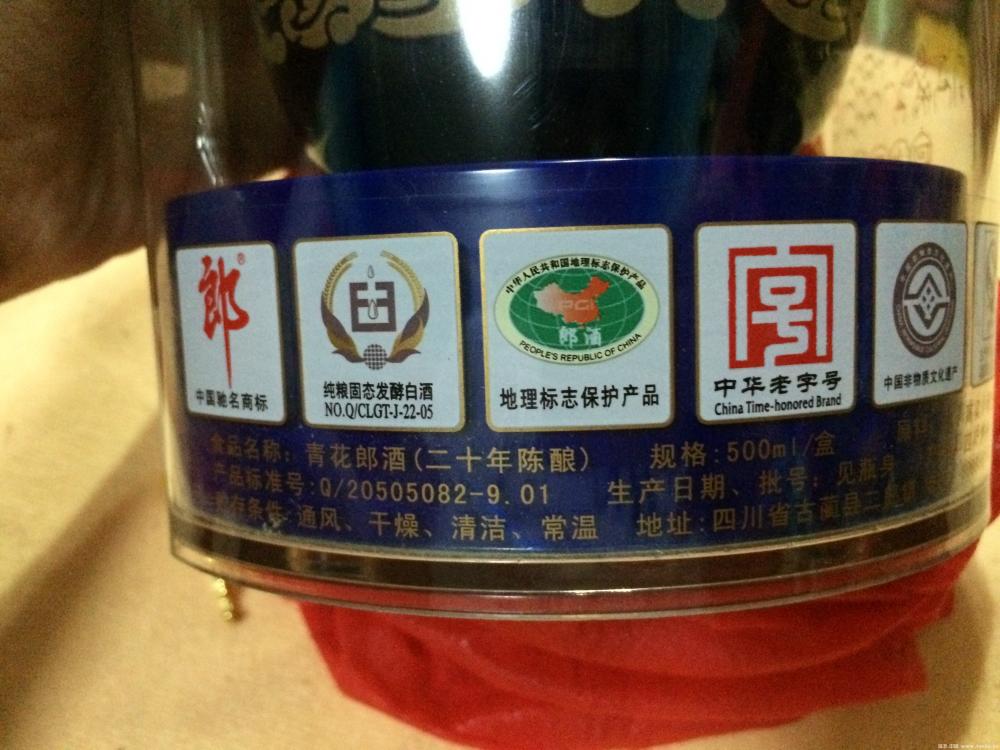 郎®
中国驰名商标
纯粮固态发酵白酒
NO.Q/CLGT-J-22-05
中华人民共和国地理标志保护产品
PGI
郎酒
PEOPLE'S REPUBLIC OF CHINA
地理标志保护产品
中华老字号
China Time-honored Brand
中国非物质文化遗产
食品名称: 青花郎酒(二十年陈酿) 规格:500ml/盒
产品标准号:Q/20505082-9.01 生产日期、批号: 见瓶身
贮存条件:通风、干燥、清洁、常温 地址:四川省古蔺县二郎镇